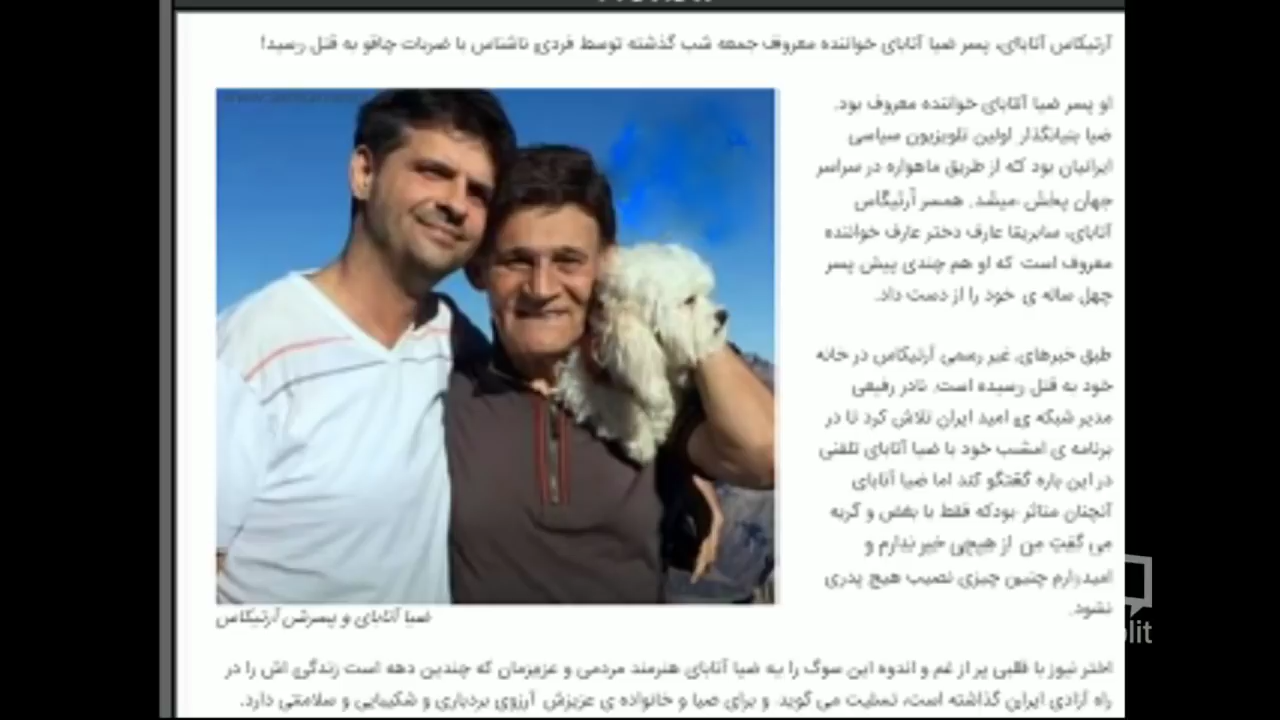 آرتیکاس آتابای، پسر ضیا آتابای خواننده معروف جمعه شب گذشته توسط فردی ناشناس با ضربات چاقو به قتل رسید!
او پسر ضیا آتابای خواننده معروف بود.
ضیا بنیانگذار اولین تلویزیون سیاسی
ایرانیان بود که از طریق ماهواره در سراسر
جهان پخش میشد. همسر آرتیکاس
آتابای، سابرینا عارف دختر عارف خواننده
معروف است که او هم چندی پیش پسر
چهل ساله ی خود را از دست داد.
طبق خبرهای غیر رسمی آرتیکاس در خانه
خود به قتل رسیده است. نادر رفیعی
مدیر شبکه ی امید ایران تلاش کرد تا در
برنامه ی امشب خود با ضیا آتابای تلفنی
در این باره گفتگو کند اما ضیا آتابای
آنچنان متاثر بودکه فقط با بغض و گریه
می گفت من از هیچی خبر ندارم و
امیدوارم چنین چیزی نصیب هیچ پدری
نشود.
ضیا آتابای و پسرش آرتیکاس
اختر نیوز با قلبی پر از غم و اندوه این سوگ را به ضیا آتابای هنرمند مردمی و عزیزمان که چندین دهه است زندگی اش را در
راه آزادی ایران گذاشته است، تسلیت می گوید و برای ضیا و خانواده ی عزیزش آرزوی بردباری و شکیبایی و سلامتی دارد.